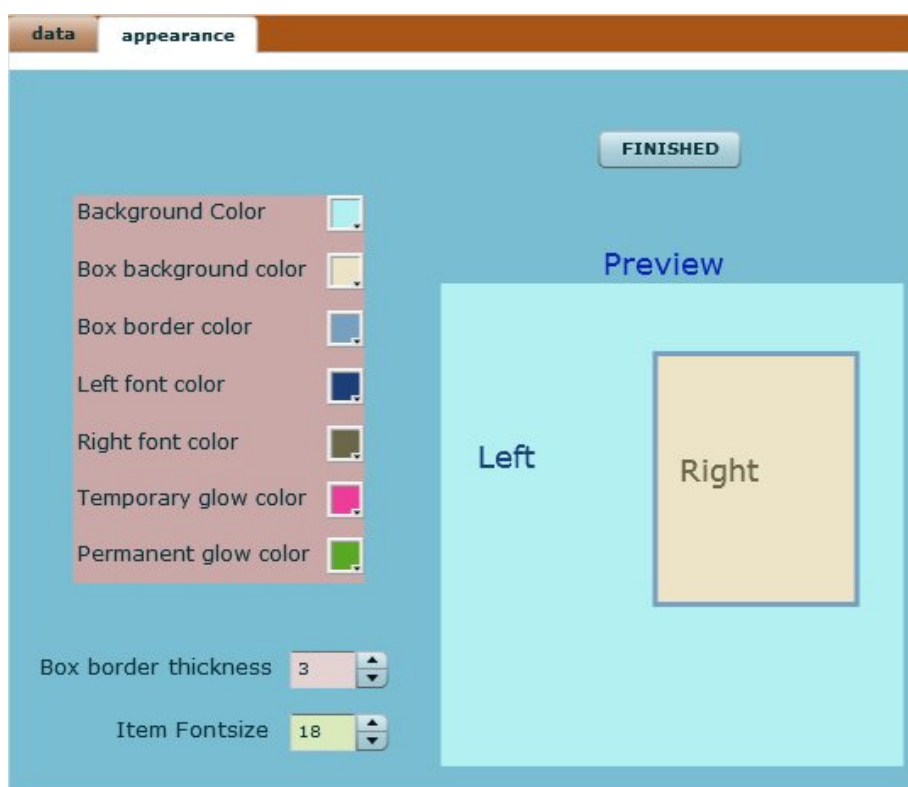 data
appearance
FINISHED
Background Color
Box background color
Box border color
Left font color
Right font color
Temporary glow color
Permanent glow color
Box border thickness 3
Item Fontsize 18
Preview
Left
Right